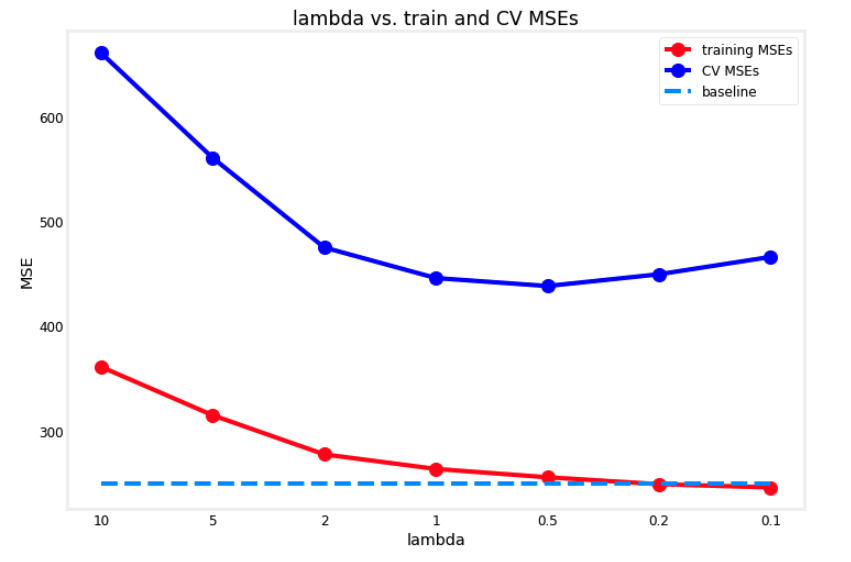 lambda vs. train and CV MSEs
training MSEs
CV MSEs
baseline
600
500
400
300
MSE
10 5 2 1 0.5 0.2 0.1
lambda